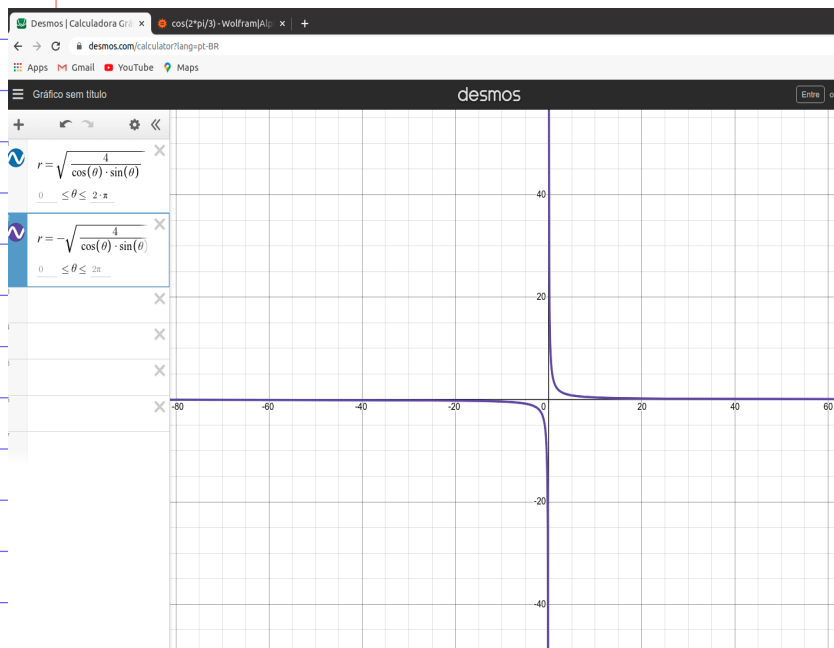 Desmos | Calculadora Grá
cos(2*pi/3) - Wolfram|Alp
desmos.com/calculator?lang=pt-BR
Apps Gmail YouTube Maps
Gráfico sem título
desmos
Entre
o
r = √(4/(cos(θ)·sin(θ)))
0 ≤ θ ≤ 2·π
r = −√(4/(cos(θ)·sin(θ)
0 ≤ θ ≤ 2π
40
20
-80 -60 -40 -20 0 20 40 60
-20
-40